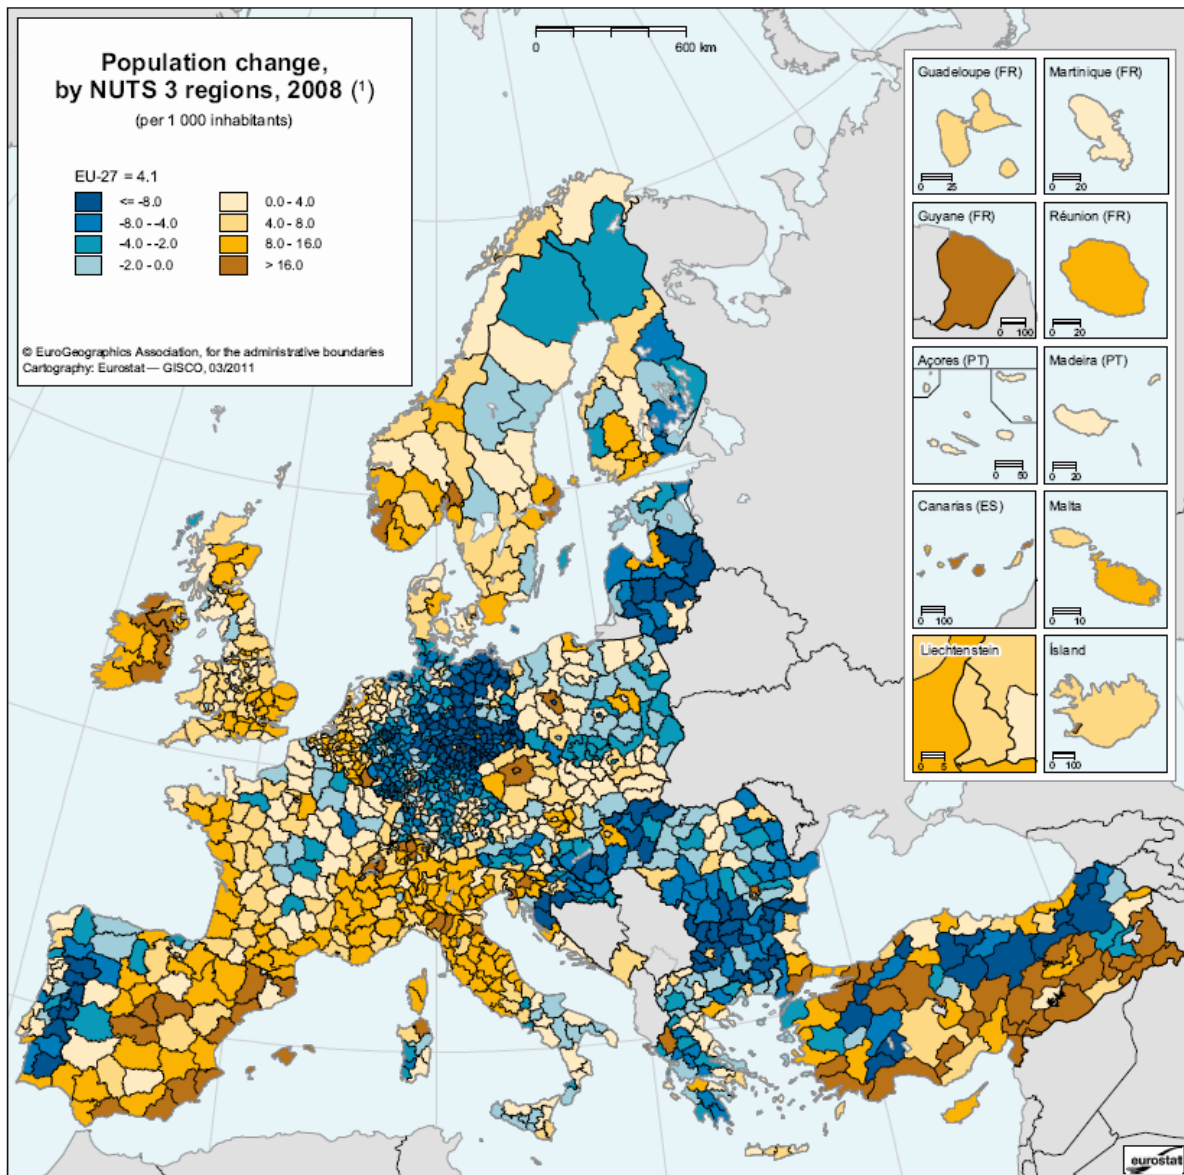 Population change,
by NUTS 3 regions, 2008 (¹)
(per 1 000 inhabitants)
EU-27 = 4.1
<= -8.0
-8.0 - -4.0
-4.0 - -2.0
-2.0 - 0.0
0.0 - 4.0
4.0 - 8.0
8.0 - 16.0
> 16.0
© EuroGeographics Association, for the administrative boundaries
Cartography: Eurostat — GISCO, 03/2011
0 600 km
Guadeloupe (FR)
0 25
Martinique (FR)
0 20
Guyane (FR)
0 100
Réunion (FR)
0 20
Açores (PT)
0 50
Madeira (PT)
0 20
Canarias (ES)
0 100
Malta
0 10
Liechtenstein
0 5
Ísland
0 100
eurostat